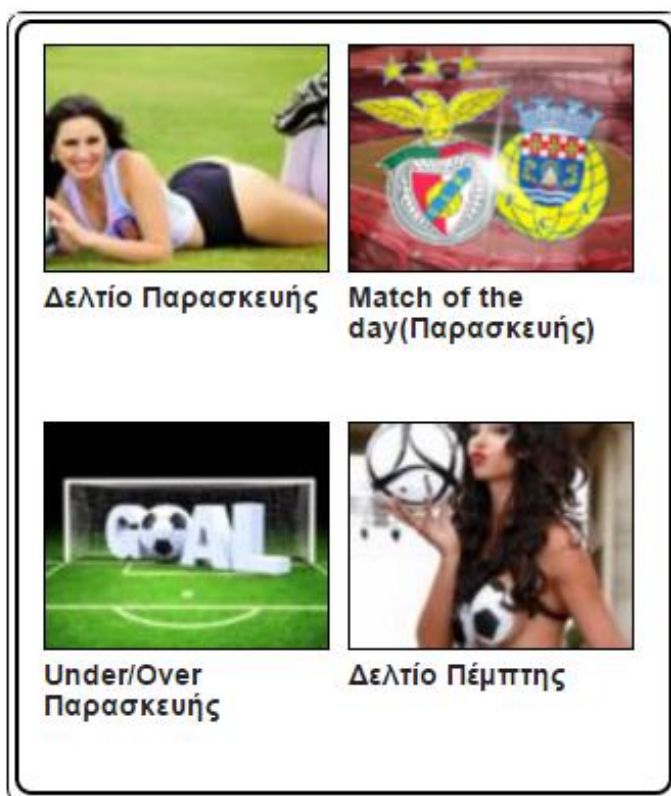 Δελτίο Παρασκευής
Match of the
day(Παρασκευής)
GOAL
Under/Over
Παρασκευής
Δελτίο Πέμπτης